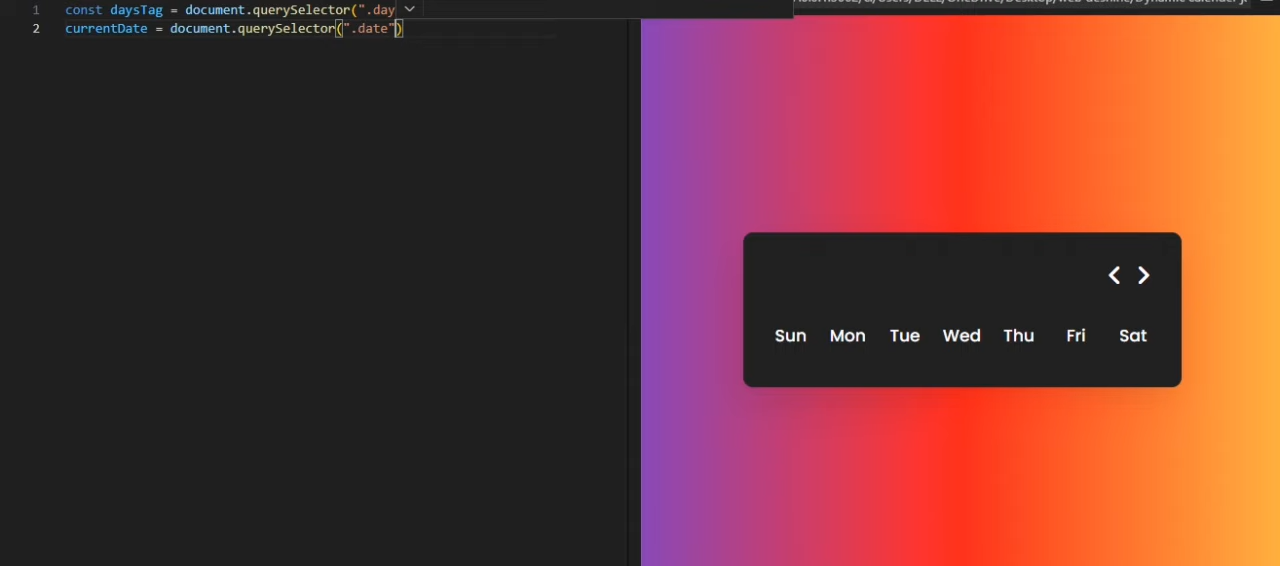 1 const daysTag = document.querySelector(".day
2 currentDate = document.querySelector(".date")
Sun Mon Tue Wed Thu Fri Sat